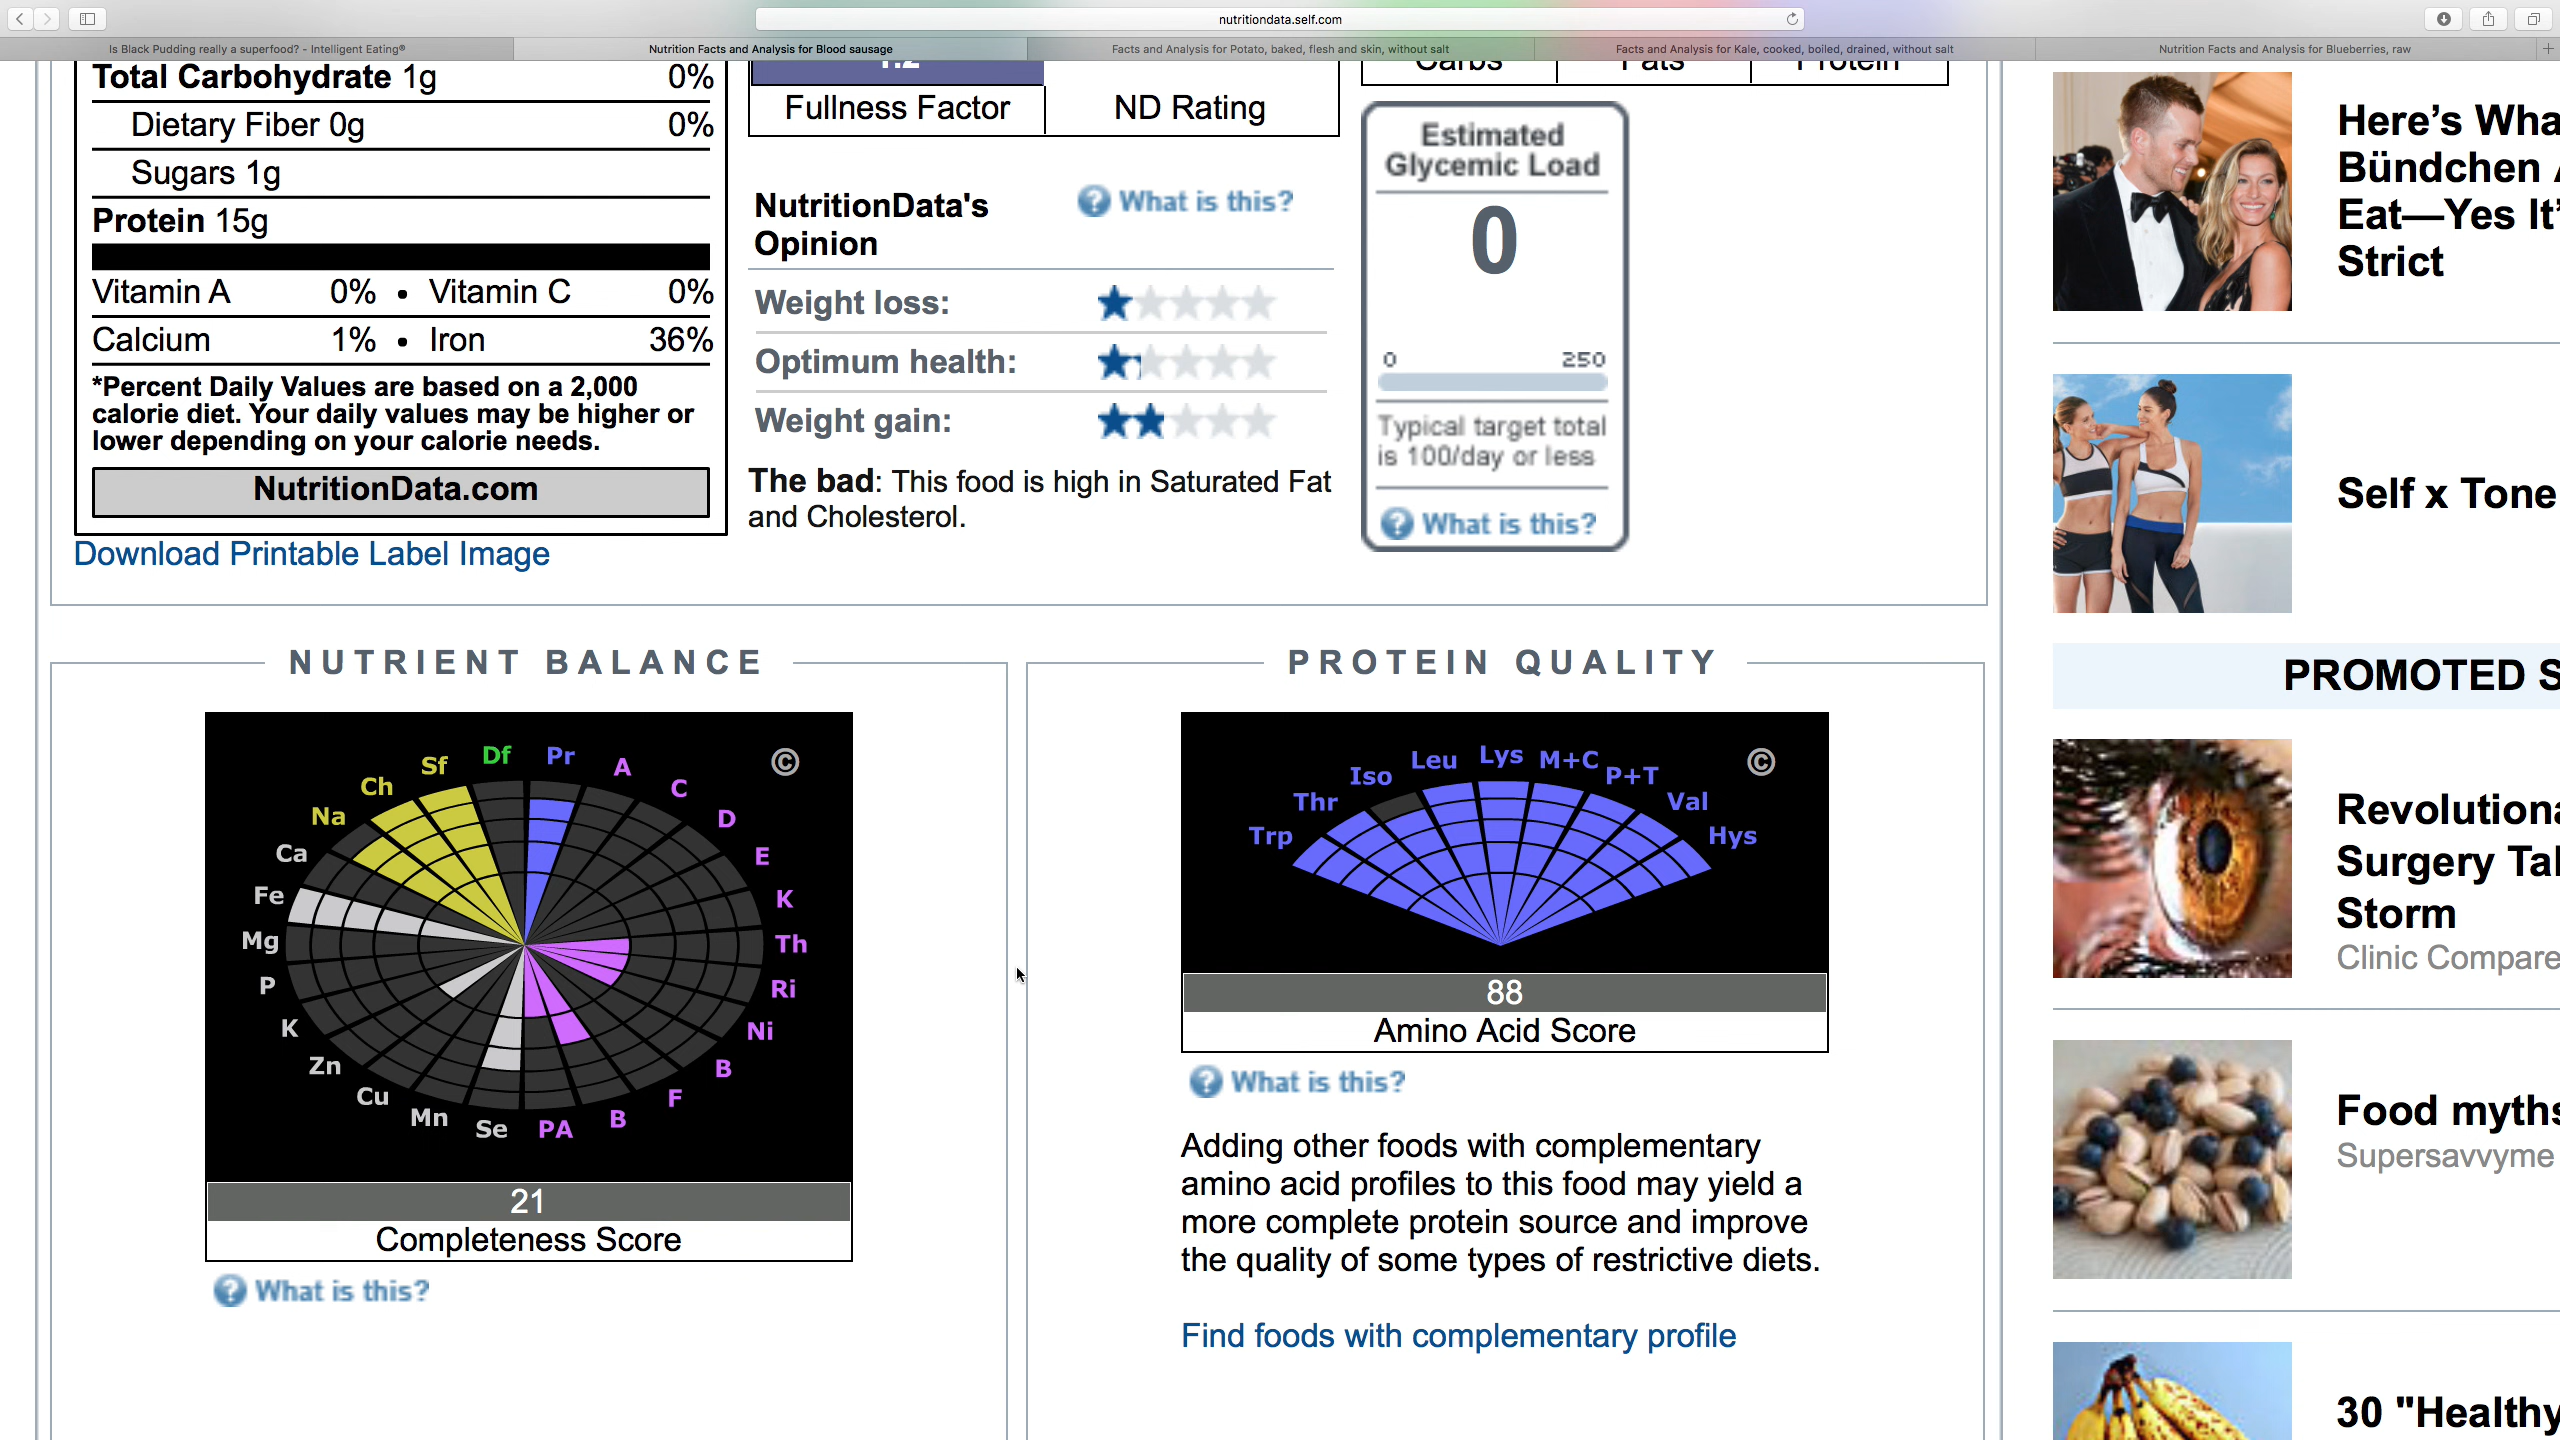 nutritiondata.self.com
Is Black Pudding really a superfood? - Intelligent Eating®
Nutrition Facts and Analysis for Blood sausage
Facts and Analysis for Potato, baked, flesh and skin, without salt
Facts and Analysis for Kale, cooked, boiled, drained, without salt
Nutrition Facts and Analysis for Blueberries, raw
Total Carbohydrate 1g 0%
Dietary Fiber 0g 0%
Sugars 1g
Protein 15g
Vitamin A 0% • Vitamin C 0%
Calcium 1% • Iron 36%
*Percent Daily Values are based on a 2,000
calorie diet. Your daily values may be higher or
lower depending on your calorie needs.
NutritionData.com
Download Printable Label Image
1.2
Fullness Factor ND Rating
NutritionData's
Opinion
What is this?
Weight loss:
Optimum health:
Weight gain:
The bad: This food is high in Saturated Fat
and Cholesterol.
Carbs Fats Protein
Estimated
Glycemic Load
0
0 250
Typical target total
is 100/day or less
What is this?
NUTRIENT BALANCE
©
Df Pr A C D E K Th Ri Ni B F B PA Se Mn Cu Zn K P Mg Fe Ca Na Ch Sf
21
Completeness Score
What is this?
PROTEIN QUALITY
©
Trp Thr Iso Leu Lys M+C P+T Val Hys
88
Amino Acid Score
What is this?
Adding other foods with complementary
amino acid profiles to this food may yield a
more complete protein source and improve
the quality of some types of restrictive diets.
Find foods with complementary profile
Here’s Wha
Bündchen
Eat—Yes It’
Strict
Self x Tone
PROMOTED S
Revolutiona
Surgery Tal
Storm
Clinic Compare
Food myths
Supersavvyme
30 "Healthy